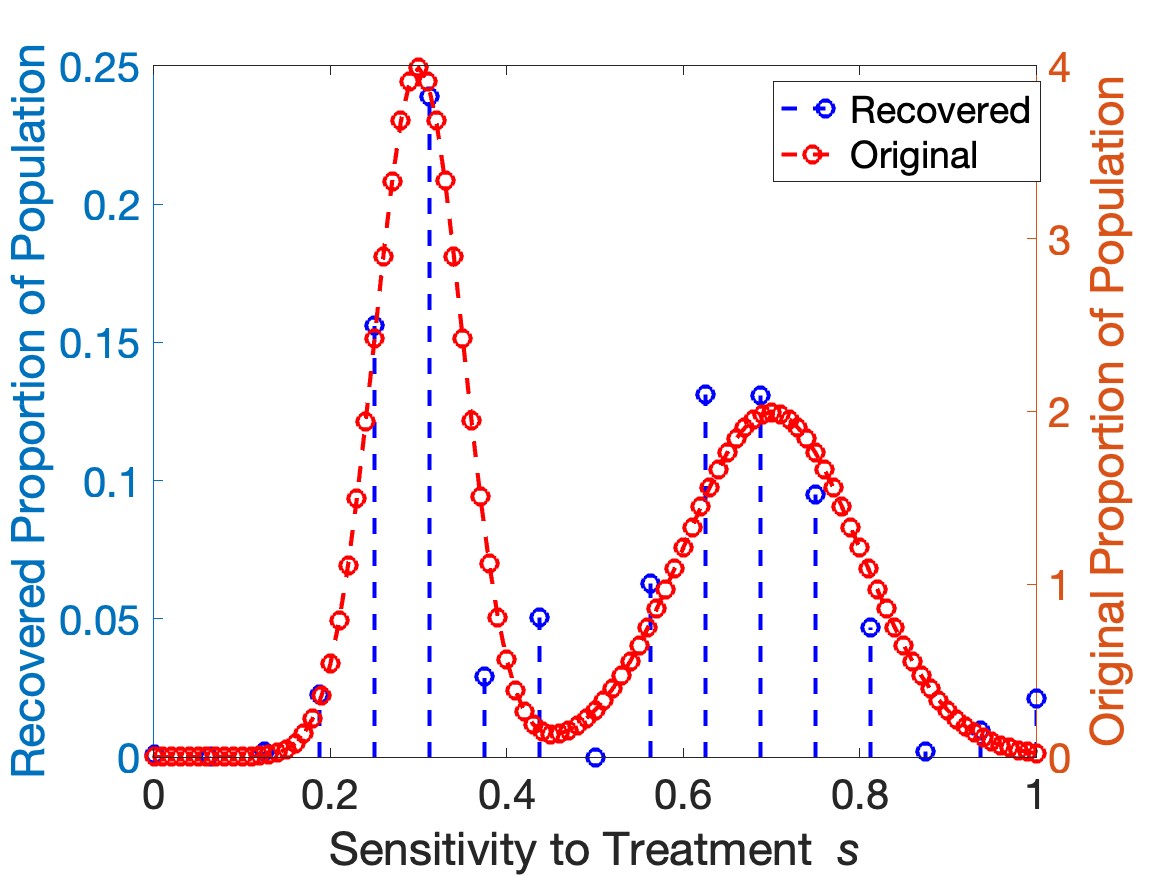 Recovered Proportion of Population
0.25
0.2
0.15
0.1
0.05
0
Recovered
Original
4
3
2
1
0
Original Proportion of Population
0 0.2 0.4 0.6 0.8 1
Sensitivity to Treatment s